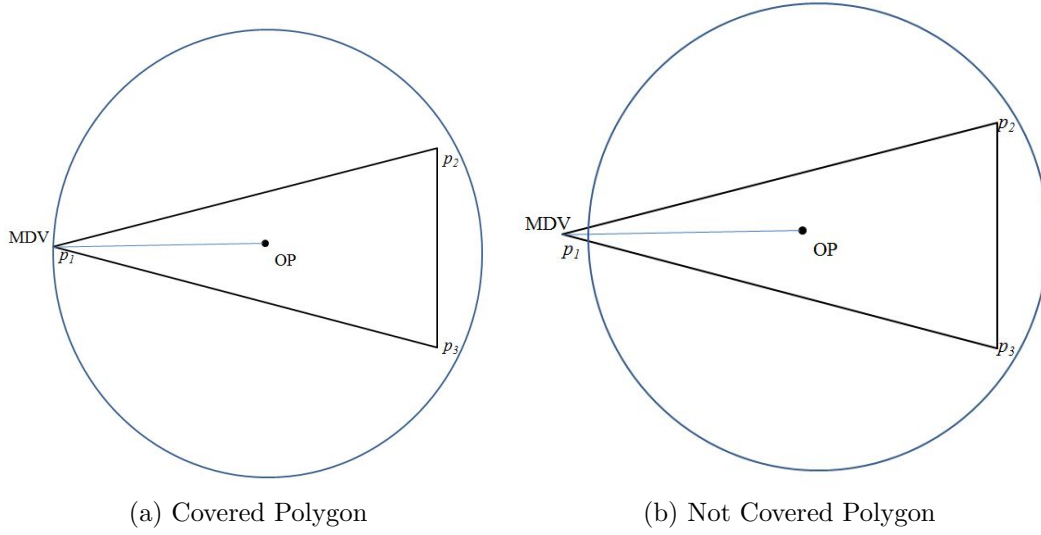 p2
MDV
p1
OP
p3
(a) Covered Polygon
p2
MDV
p1
OP
p3
(b) Not Covered Polygon